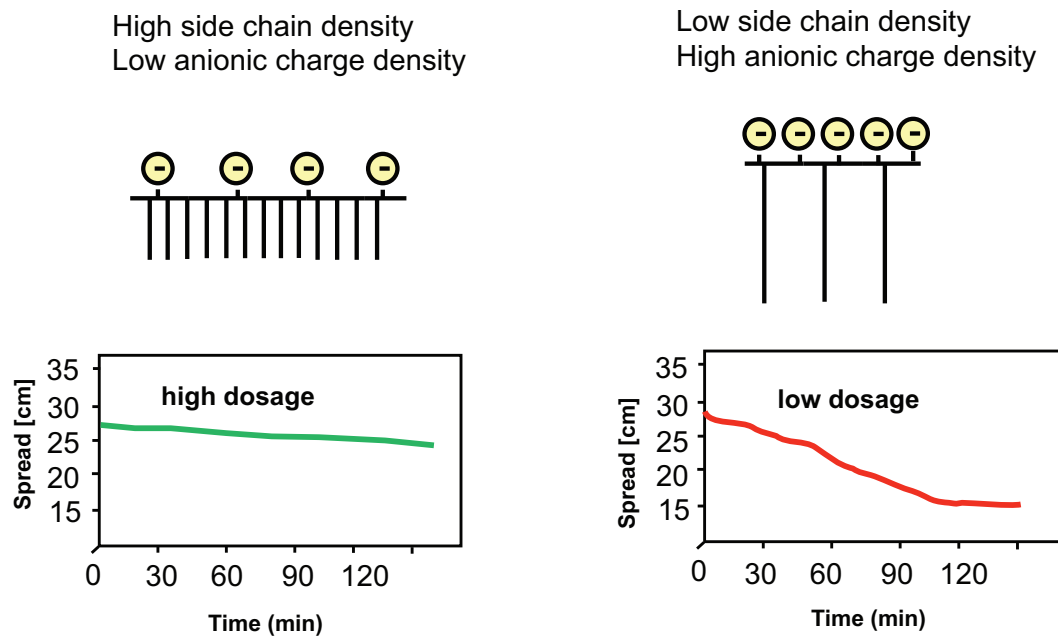 High side chain density
Low anionic charge density
- - - -
high dosage
Spread [cm]
35
30
25
20
15
0 30 60 90 120
Time (min)
Low side chain density
High anionic charge density
- - - - -
low dosage
Spread [cm]
35
30
25
20
15
0 30 60 90 120
Time (min)